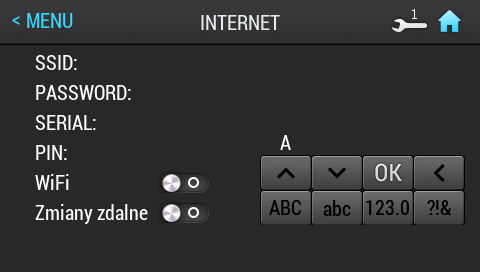 < MENU
INTERNET
1
SSID:
PASSWORD:
SERIAL:
PIN:
WiFi
Zmiany zdalne
A
OK
ABC abc 123.0 ?!&